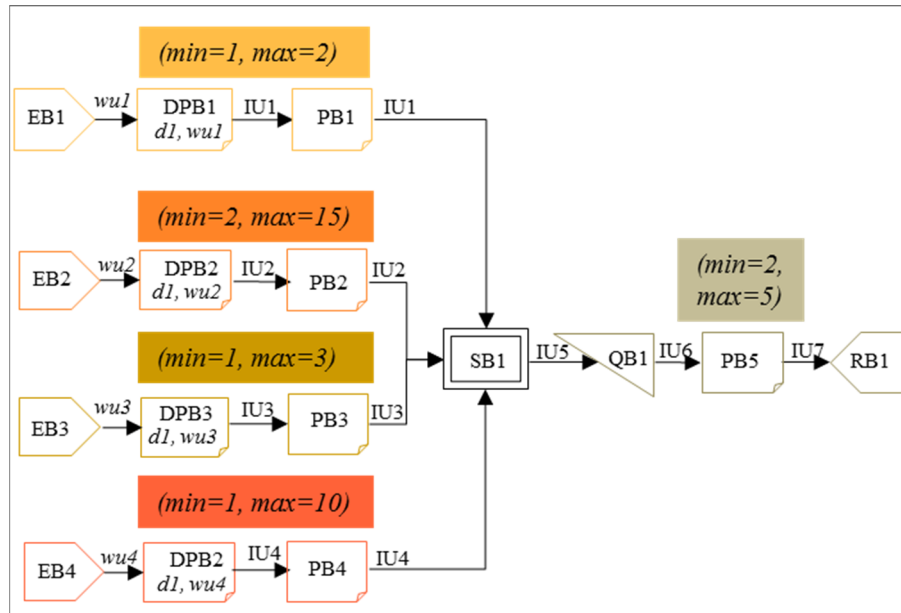 (min=1, max=2)
EB1
wu1
DPB1
d1, wu1
IU1
PB1
IU1
(min=2, max=15)
EB2
wu2
DPB2
d1, wu2
IU2
PB2
IU2
(min=1, max=3)
EB3
wu3
DPB3
d1, wu3
IU3
PB3
IU3
(min=1, max=10)
EB4
wu4
DPB2
d1, wu4
IU4
PB4
IU4
SB1
IU5
QB1
IU6
(min=2,
max=5)
PB5
IU7
RB1